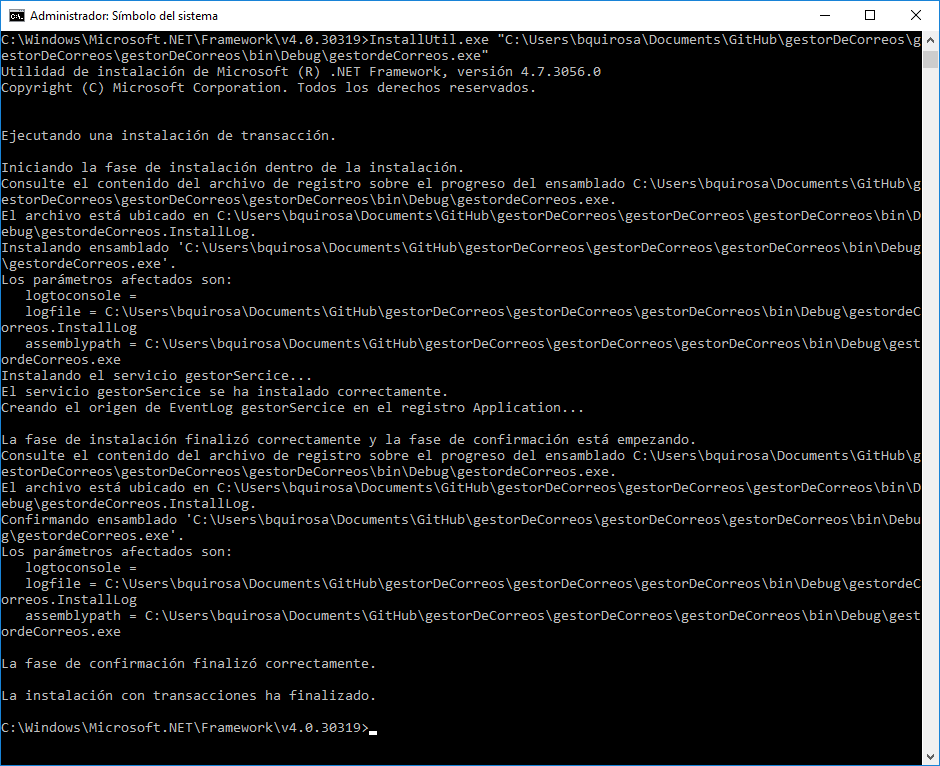 Administrador: Símbolo del sistema
C:\Windows\Microsoft.NET\Framework\v4.0.30319>InstallUtil.exe "C:\Users\bquirosa\Documents\GitHub\gestorDeCorreos\g
estorDeCorreos\gestorDeCorreos\bin\Debug\gestordeCorreos.exe"
Utilidad de instalación de Microsoft (R) .NET Framework, versión 4.7.3056.0
Copyright (C) Microsoft Corporation. Todos los derechos reservados.
Ejecutando una instalación de transacción.
Iniciando la fase de instalación dentro de la instalación.
Consulte el contenido del archivo de registro sobre el progreso del ensamblado C:\Users\bquirosa\Documents\GitHub\g
estorDeCorreos\gestorDeCorreos\gestorDeCorreos\bin\Debug\gestordeCorreos.exe.
El archivo está ubicado en C:\Users\bquirosa\Documents\GitHub\gestorDeCorreos\gestorDeCorreos\gestorDeCorreos\bin\D
ebug\gestordeCorreos.InstallLog.
Instalando ensamblado 'C:\Users\bquirosa\Documents\GitHub\gestorDeCorreos\gestorDeCorreos\gestorDeCorreos\bin\Debug
\gestordeCorreos.exe'.
Los parámetros afectados son:
logtoconsole =
logfile = C:\Users\bquirosa\Documents\GitHub\gestorDeCorreos\gestorDeCorreos\gestorDeCorreos\bin\Debug\gestordeC
orreos.InstallLog
assemblypath = C:\Users\bquirosa\Documents\GitHub\gestorDeCorreos\gestorDeCorreos\gestorDeCorreos\bin\Debug\gest
ordeCorreos.exe
Instalando el servicio gestorSercice...
El servicio gestorSercice se ha instalado correctamente.
Creando el origen de EventLog gestorSercice en el registro Application...
La fase de instalación finalizó correctamente y la fase de confirmación está empezando.
Consulte el contenido del archivo de registro sobre el progreso del ensamblado C:\Users\bquirosa\Documents\GitHub\g
estorDeCorreos\gestorDeCorreos\gestorDeCorreos\bin\Debug\gestordeCorreos.exe.
El archivo está ubicado en C:\Users\bquirosa\Documents\GitHub\gestorDeCorreos\gestorDeCorreos\gestorDeCorreos\bin\D
ebug\gestordeCorreos.InstallLog.
Confirmando ensamblado 'C:\Users\bquirosa\Documents\GitHub\gestorDeCorreos\gestorDeCorreos\gestorDeCorreos\bin\Debu
g\gestordeCorreos.exe'.
Los parámetros afectados son:
logtoconsole =
logfile = C:\Users\bquirosa\Documents\GitHub\gestorDeCorreos\gestorDeCorreos\gestorDeCorreos\bin\Debug\gestordeC
orreos.InstallLog
assemblypath = C:\Users\bquirosa\Documents\GitHub\gestorDeCorreos\gestorDeCorreos\gestorDeCorreos\bin\Debug\gest
ordeCorreos.exe
La fase de confirmación finalizó correctamente.
La instalación con transacciones ha finalizado.
C:\Windows\Microsoft.NET\Framework\v4.0.30319>